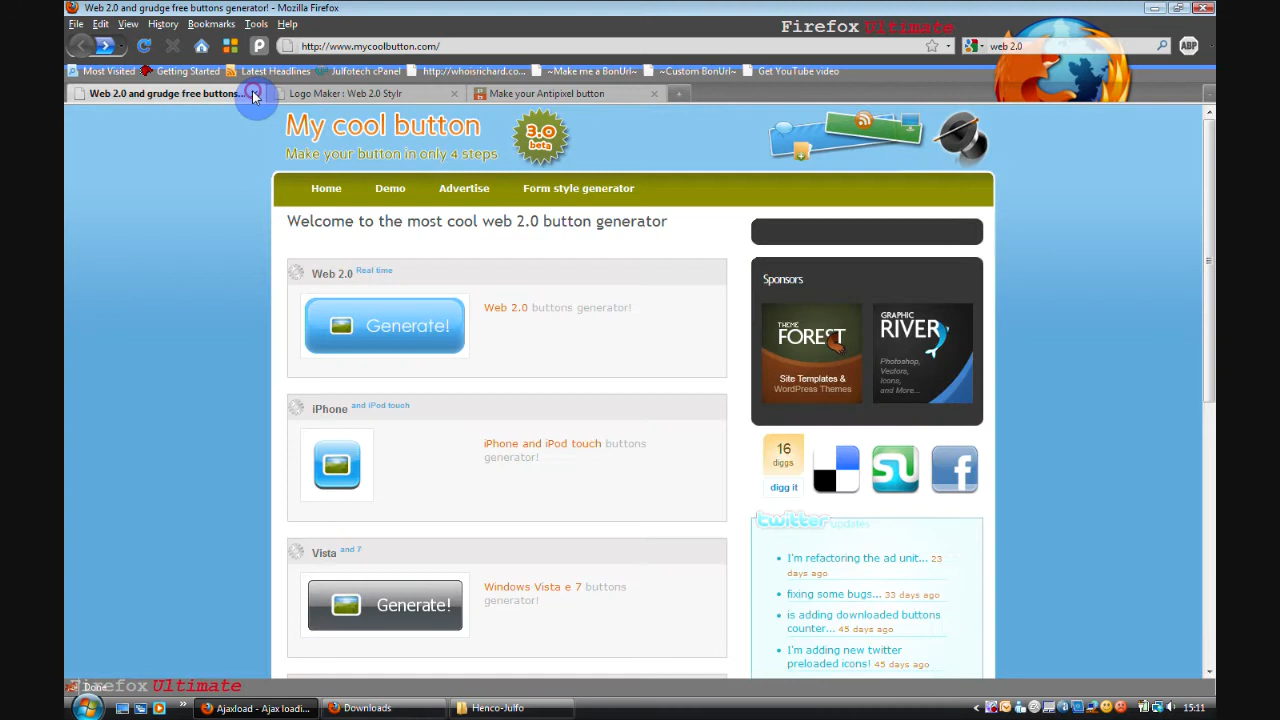 Web 2.0 and grudge free buttons generator! - Mozilla Firefox
File Edit View History Bookmarks Tools Help
Firefox Ultimate
http://www.mycoolbutton.com/
web 2.0
ABP
Most Visited Getting Started Latest Headlines Julfotech cPanel http://whoisrichard.co... ~Make me a BonUrl~ ~Custom BonUrl~ Get YouTube video
Web 2.0 and grudge free buttons... Logo Maker : Web 2.0 Stylr Make your Antipixel button
My cool button
3.0
beta
Make your button in only 4 steps
Home Demo Advertise Form style generator
Welcome to the most cool web 2.0 button generator
Web 2.0 Real time
Generate!
Web 2.0 buttons generator!
iPhone and iPod touch
iPhone and iPod touch buttons
generator!
Vista and 7
Generate!
Windows Vista e 7 buttons
generator!
Sponsors
THEME
FOREST
Site Templates &
WordPress Themes
GRAPHIC
RIVER
Photoshop,
Vectors,
Icons,
and More...
16
diggs
digg it
twitter updates
I'm refactoring the ad unit... 23
days ago
fixing some bugs... 33 days ago
is adding downloaded buttons
counter... 45 days ago
I'm adding new twitter
preloaded icons! 45 days ago
Done
Firefox Ultimate
Ajaxload - Ajax loadi... Downloads Henco-Julfo
15:11